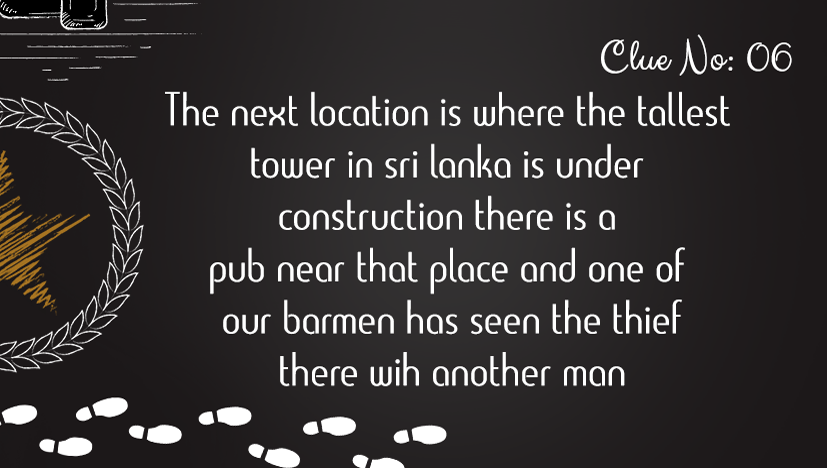 Clue No: 06
The next location is where the tallest
tower in sri lanka is under
construction there is a
pub near that place and one of
our barmen has seen the thief
there wih another man